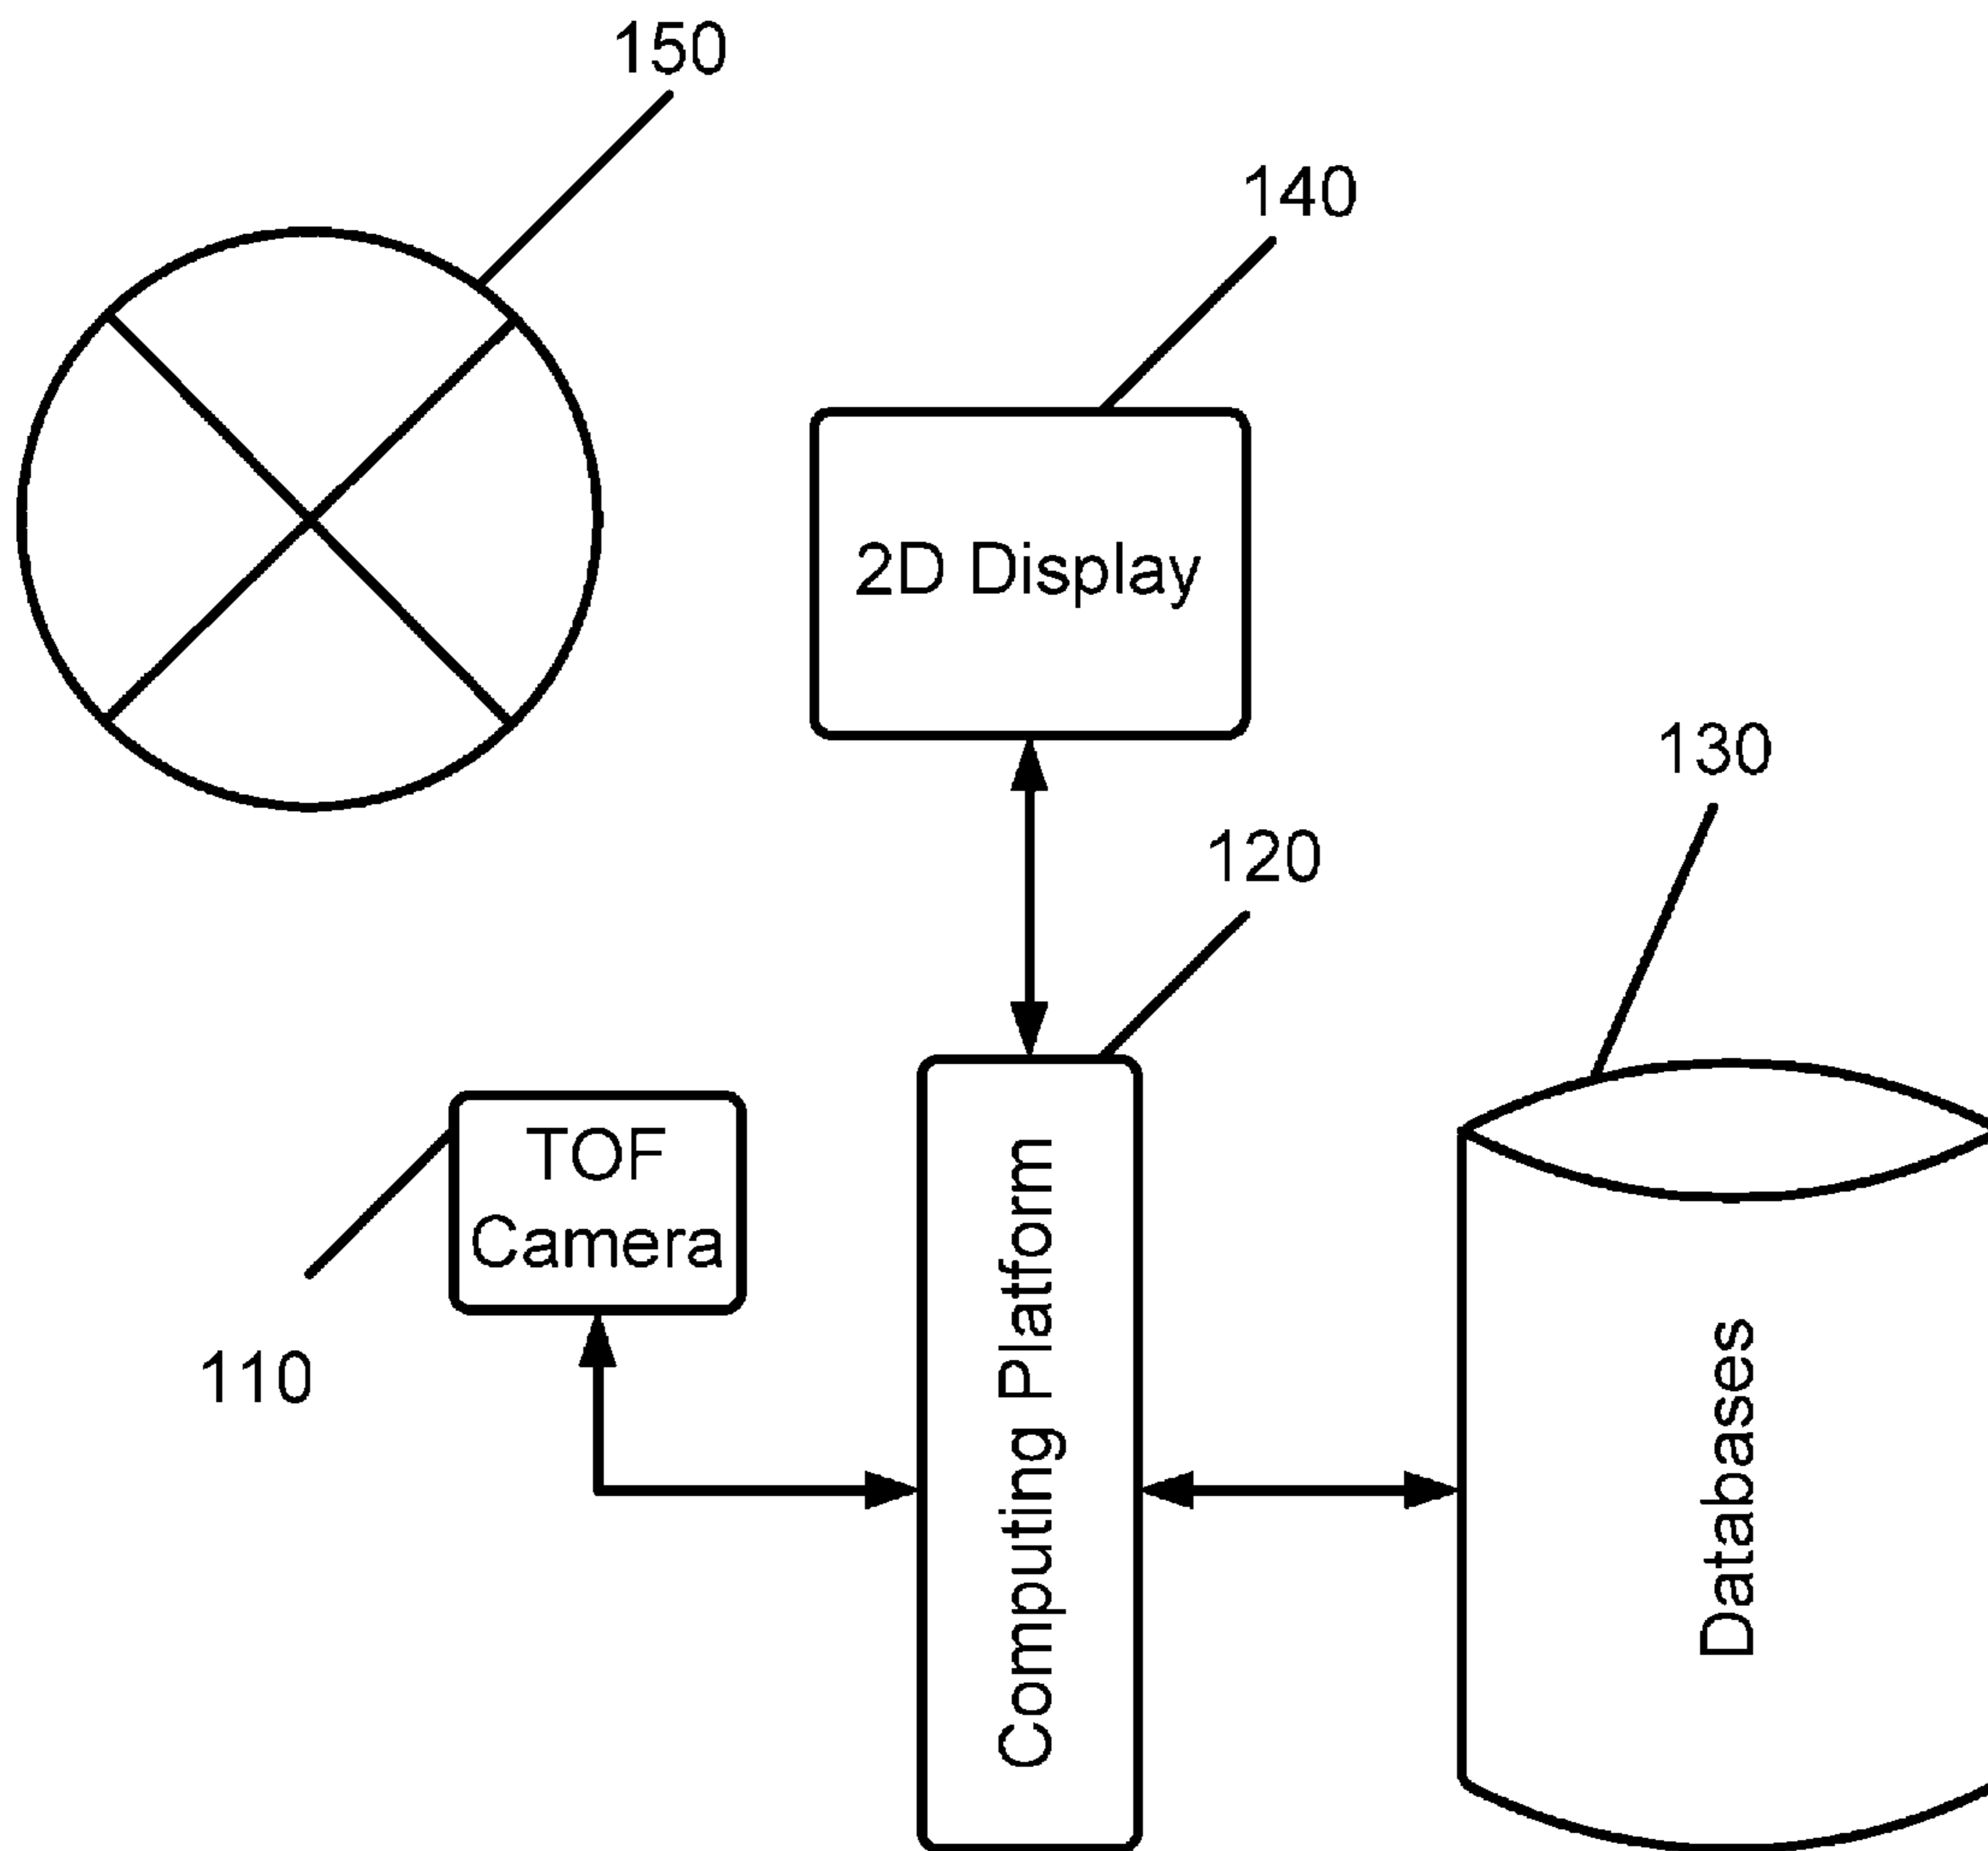 150
140
2D Display
130
120
TOF
Camera
110
Computing Platform
Databases